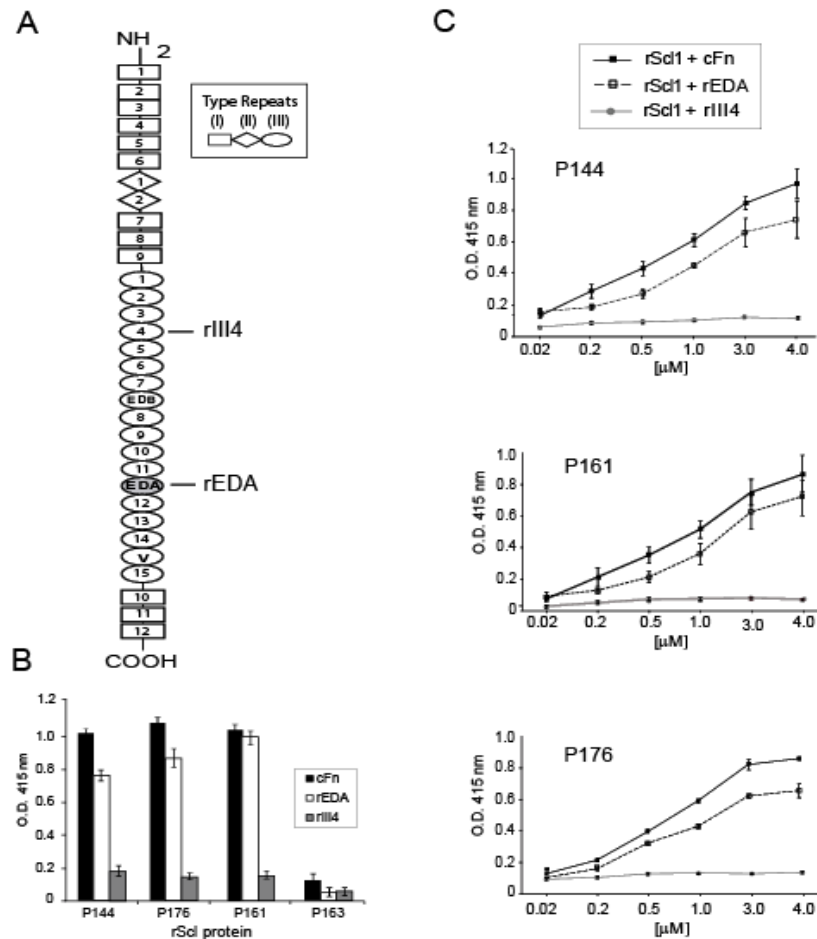 A
NH 2
1
2
3
4
5
6
1
2
7
8
9
1
2
3
4
5
6
7
EDB
8
9
10
11
EDA
12
13
14
V
15
10
11
12
COOH
Type Repeats
(I) (II) (III)
rIII4
rEDA
B
O.D. 415 nm
1.2
1.0
0.8
0.6
0.4
0.2
0
cFn
rEDA
rIII4
P144 P176 P161 P163
rScl protein
C
rScl1 + cFn
rScl1 + rEDA
rScl1 + rIII4
P144
O.D. 415 nm
1.2
1.0
0.8
0.6
0.4
0.2
0
0.02 0.2 0.5 1.0 3.0 4.0
[µM]
P161
O.D. 415 nm
1.0
0.8
0.6
0.4
0.2
0
0.02 0.2 0.5 1.0 3.0 4.0
[µM]
P176
O.D. 415 nm
1.0
0.8
0.6
0.4
0.2
0
0.02 0.2 0.5 1.0 3.0 4.0
[µM]